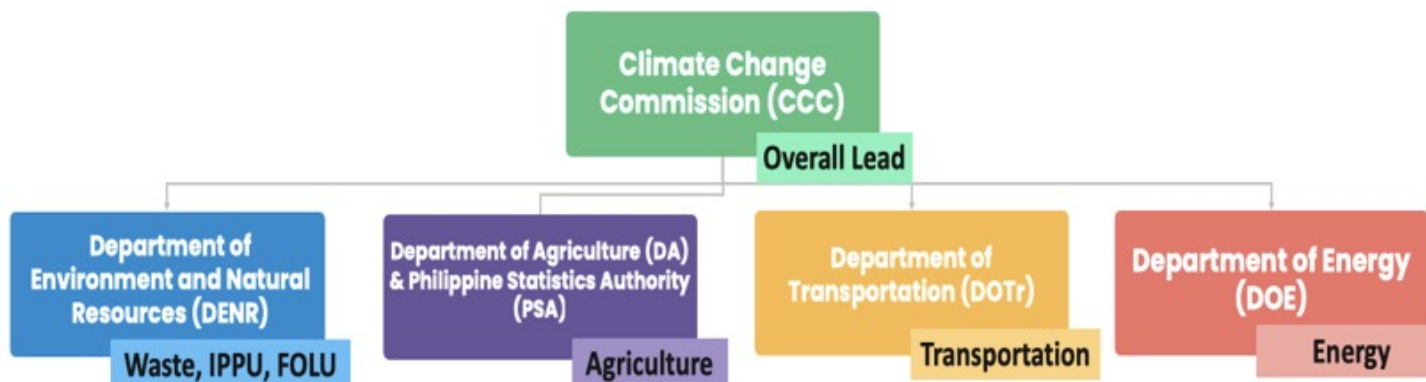 Climate Change
Commission (CCC)
Overall Lead
Department of
Environment and Natural
Resources (DENR)
Waste, IPPU, FOLU
Department of Agriculture (DA)
& Philippine Statistics Authority
(PSA)
Agriculture
Department of
Transportation (DOTr)
Transportation
Department of Energy
(DOE)
Energy